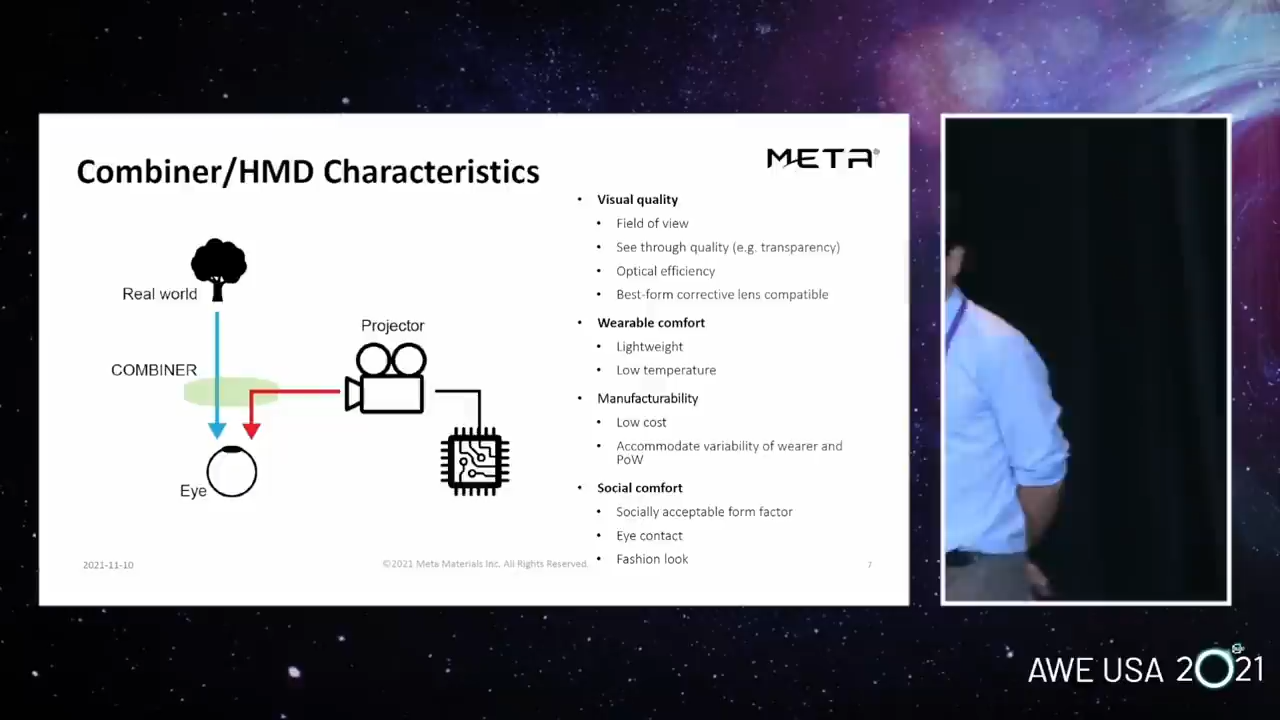 Combiner/HMD Characteristics
META
Real world
COMBINER
Eye
Projector
• Visual quality
• Field of view
• See through quality (e.g. transparency)
• Optical efficiency
• Best-form corrective lens compatible
• Wearable comfort
• Lightweight
• Low temperature
• Manufacturability
• Low cost
• Accommodate variability of wearer and
PoW
• Social comfort
• Socially acceptable form factor
• Eye contact
• Fashion look
2021-11-10
©2021 Meta Materials Inc. All Rights Reserved.
7
AWE USA 2021